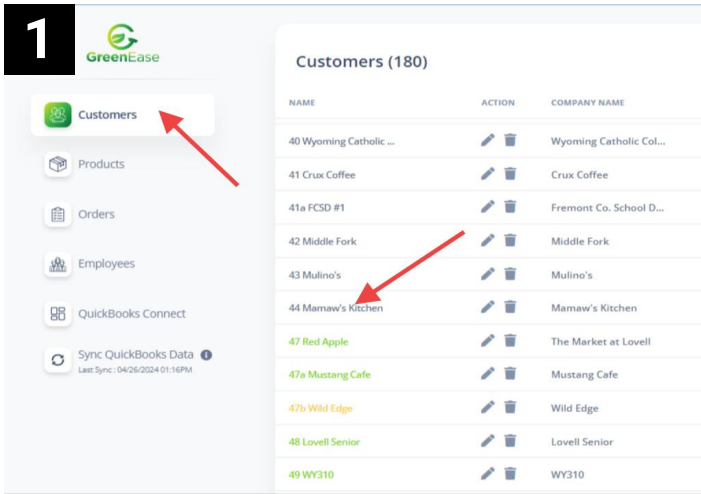 1
GreenEase
Customers
Products
Orders
Employees
QuickBooks Connect
Sync QuickBooks Data
Last Sync : 04/26/2024 01:16PM
Customers (180)
NAME ACTION COMPANY NAME
40 Wyoming Catholic ... Wyoming Catholic Col...
41 Crux Coffee Crux Coffee
41a FCSD #1 Fremont Co. School D...
42 Middle Fork Middle Fork
43 Mulino's Mulino's
44 Mamaw's Kitchen Mamaw's Kitchen
47 Red Apple The Market at Lovell
47a Mustang Cafe Mustang Cafe
47b Wild Edge Wild Edge
48 Lovell Senior Lovell Senior
49 WY310 WY310